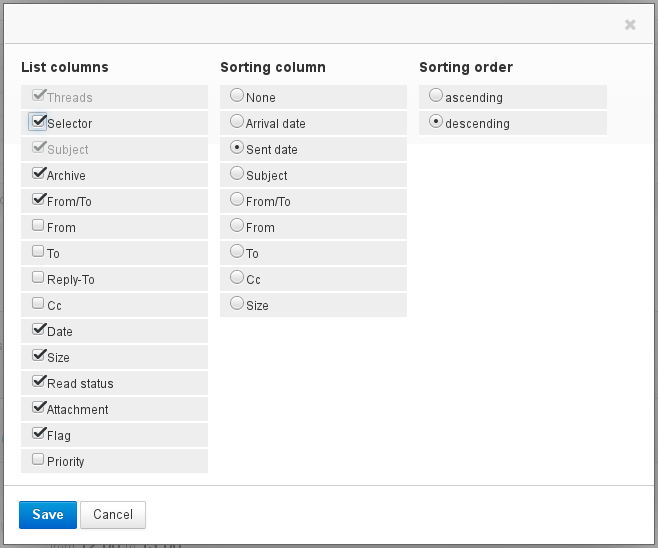 ×
List columns
Threads
Selector
Subject
Archive
From/To
From
To
Reply-To
Cc
Date
Size
Read status
Attachment
Flag
Priority
Sorting column
None
Arrival date
Sent date
Subject
From/To
From
To
Cc
Size
Sorting order
ascending
descending
Save
Cancel